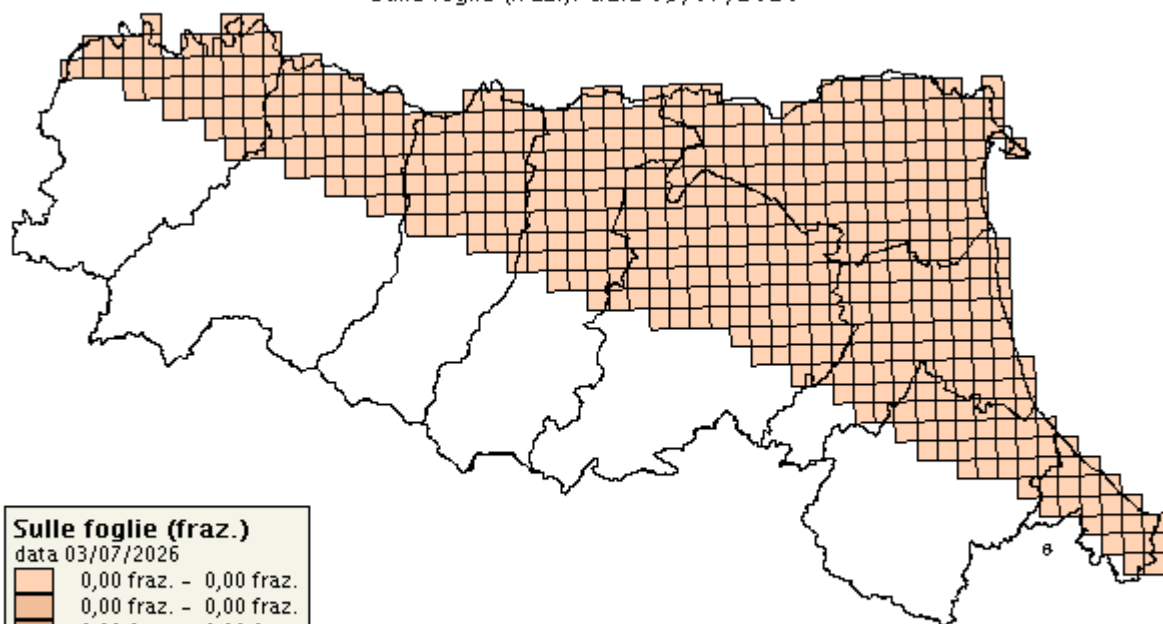 Sulle foglie (fraz.)
data 03/07/2026
0,00 fraz. - 0,00 fraz.
0,00 fraz. - 0,00 fraz.